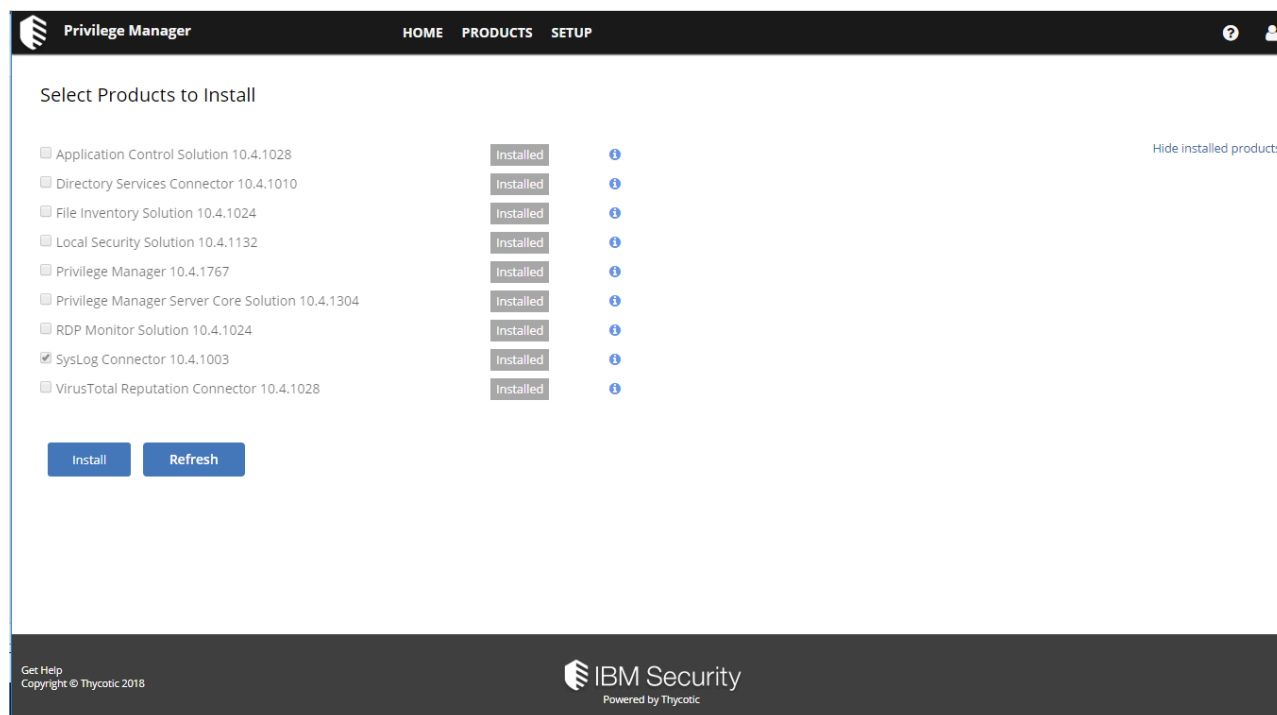 Privilege Manager HOME PRODUCTS SETUP
Select Products to Install
Application Control Solution 10.4.1028 Installed
Hide installed products
Directory Services Connector 10.4.1010 Installed
File Inventory Solution 10.4.1024 Installed
Local Security Solution 10.4.1132 Installed
Privilege Manager 10.4.1767 Installed
Privilege Manager Server Core Solution 10.4.1304 Installed
RDP Monitor Solution 10.4.1024 Installed
SysLog Connector 10.4.1003 Installed
VirusTotal Reputation Connector 10.4.1028 Installed
Install Refresh
Get Help
Copyright © Thycotic 2018
IBM Security
Powered by Thycotic